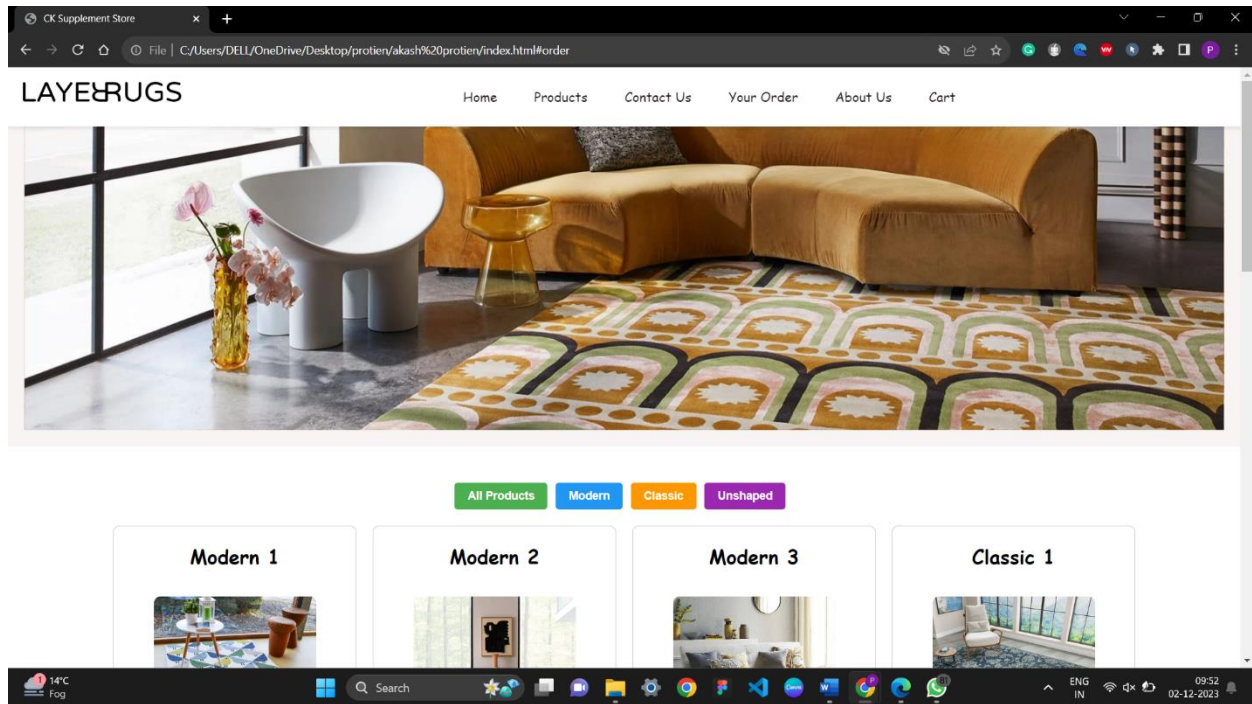 CK Supplement Store
File | C:/Users/DELL/OneDrive/Desktop/protien/akash%20protien/index.html#order
LAYERRUGS
Home Products Contact Us Your Order About Us Cart
All Products Modern Classic Unshaped
Modern 1 Modern 2 Modern 3 Classic 1
14°C
Fog
Search
ENG
IN
09:52
02-12-2023